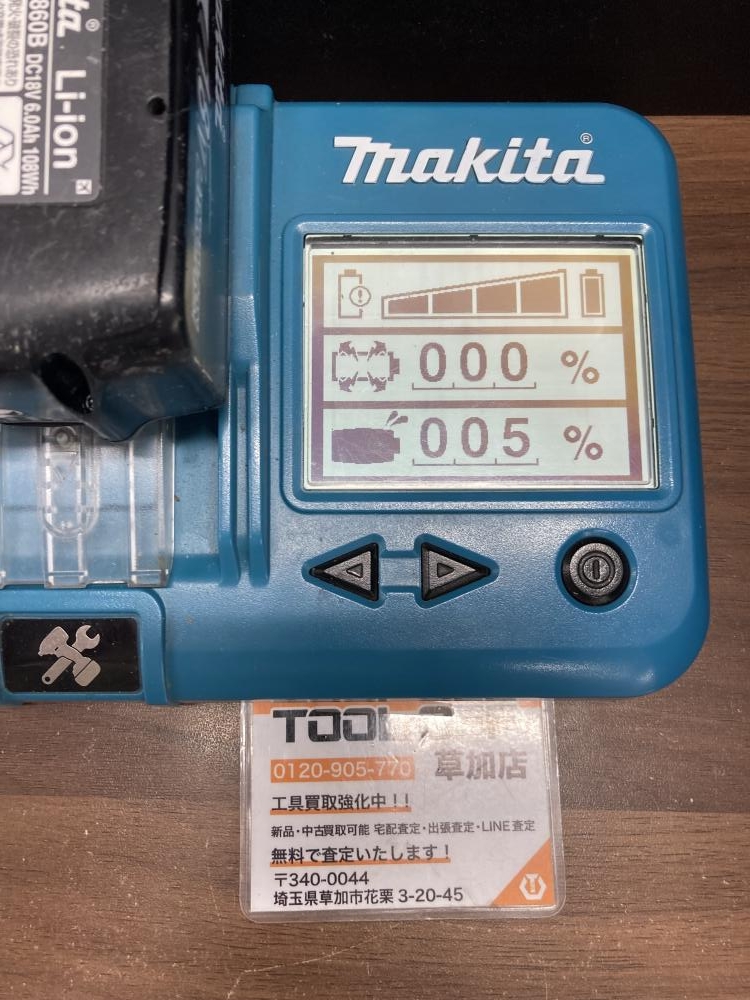 Li-ion
860B DC18V 6.0Ah 108Wh
makita®
000 %
005 %
TOOL
0120-905-770 草加店
工具買取強化中!!
新品・中古買取可能 宅配査定・出張査定・LINE査定
無料で査定いたします!
〒340-0044
埼玉県草加市花栗 3-20-45